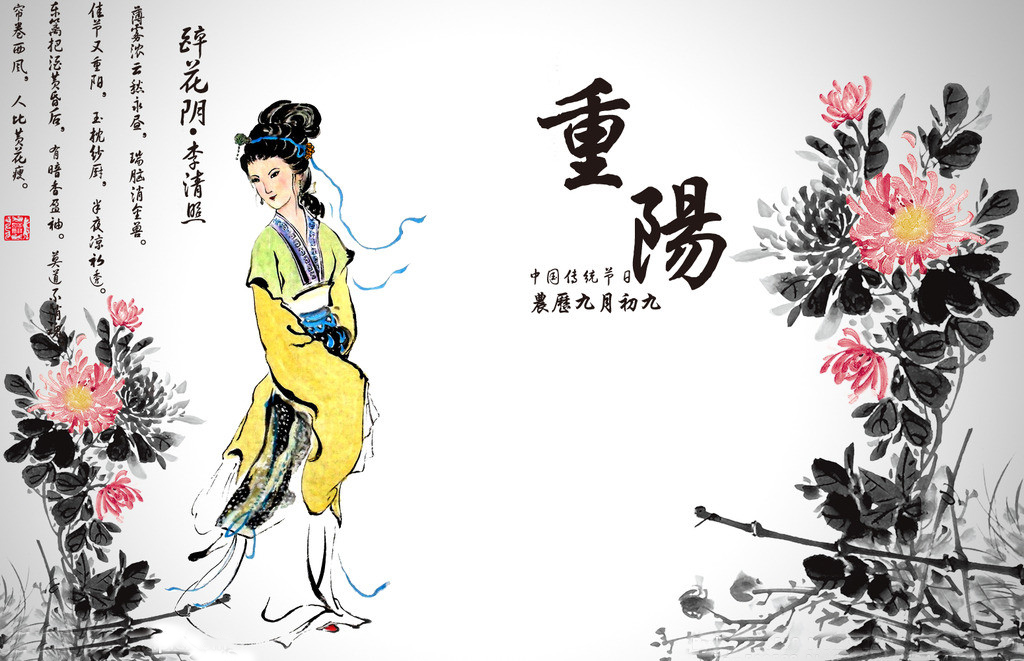 重陽
中国传统节日
農歷九月初九
醉花阴·李清照
薄雾浓云愁永昼，瑞脑消金兽。
佳节又重阳，玉枕纱厨，半夜凉初透。
东篱把酒黄昏后，有暗香盈袖。莫道不消
帘卷西风，人比黄花瘦。